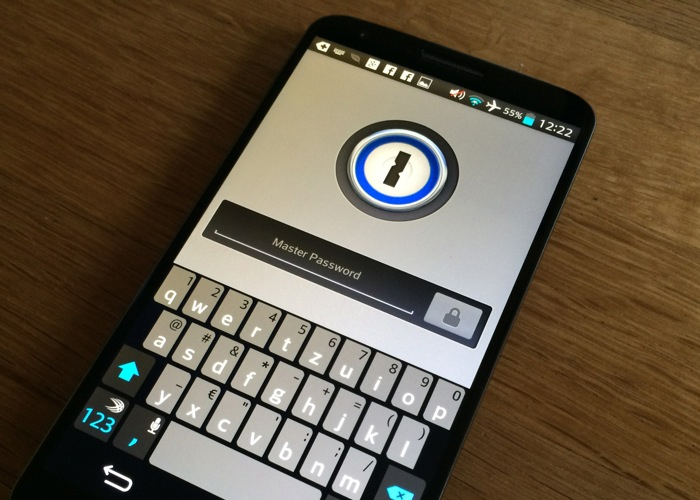 55% 12:22
Master Password
1 2 3 4 5 6 7 8 9 0
q w e r t z u i o p
@ # & * - + = ( )
a s d f g h j k l
_ € " ' : ; /
y x c v b n m
123 ,